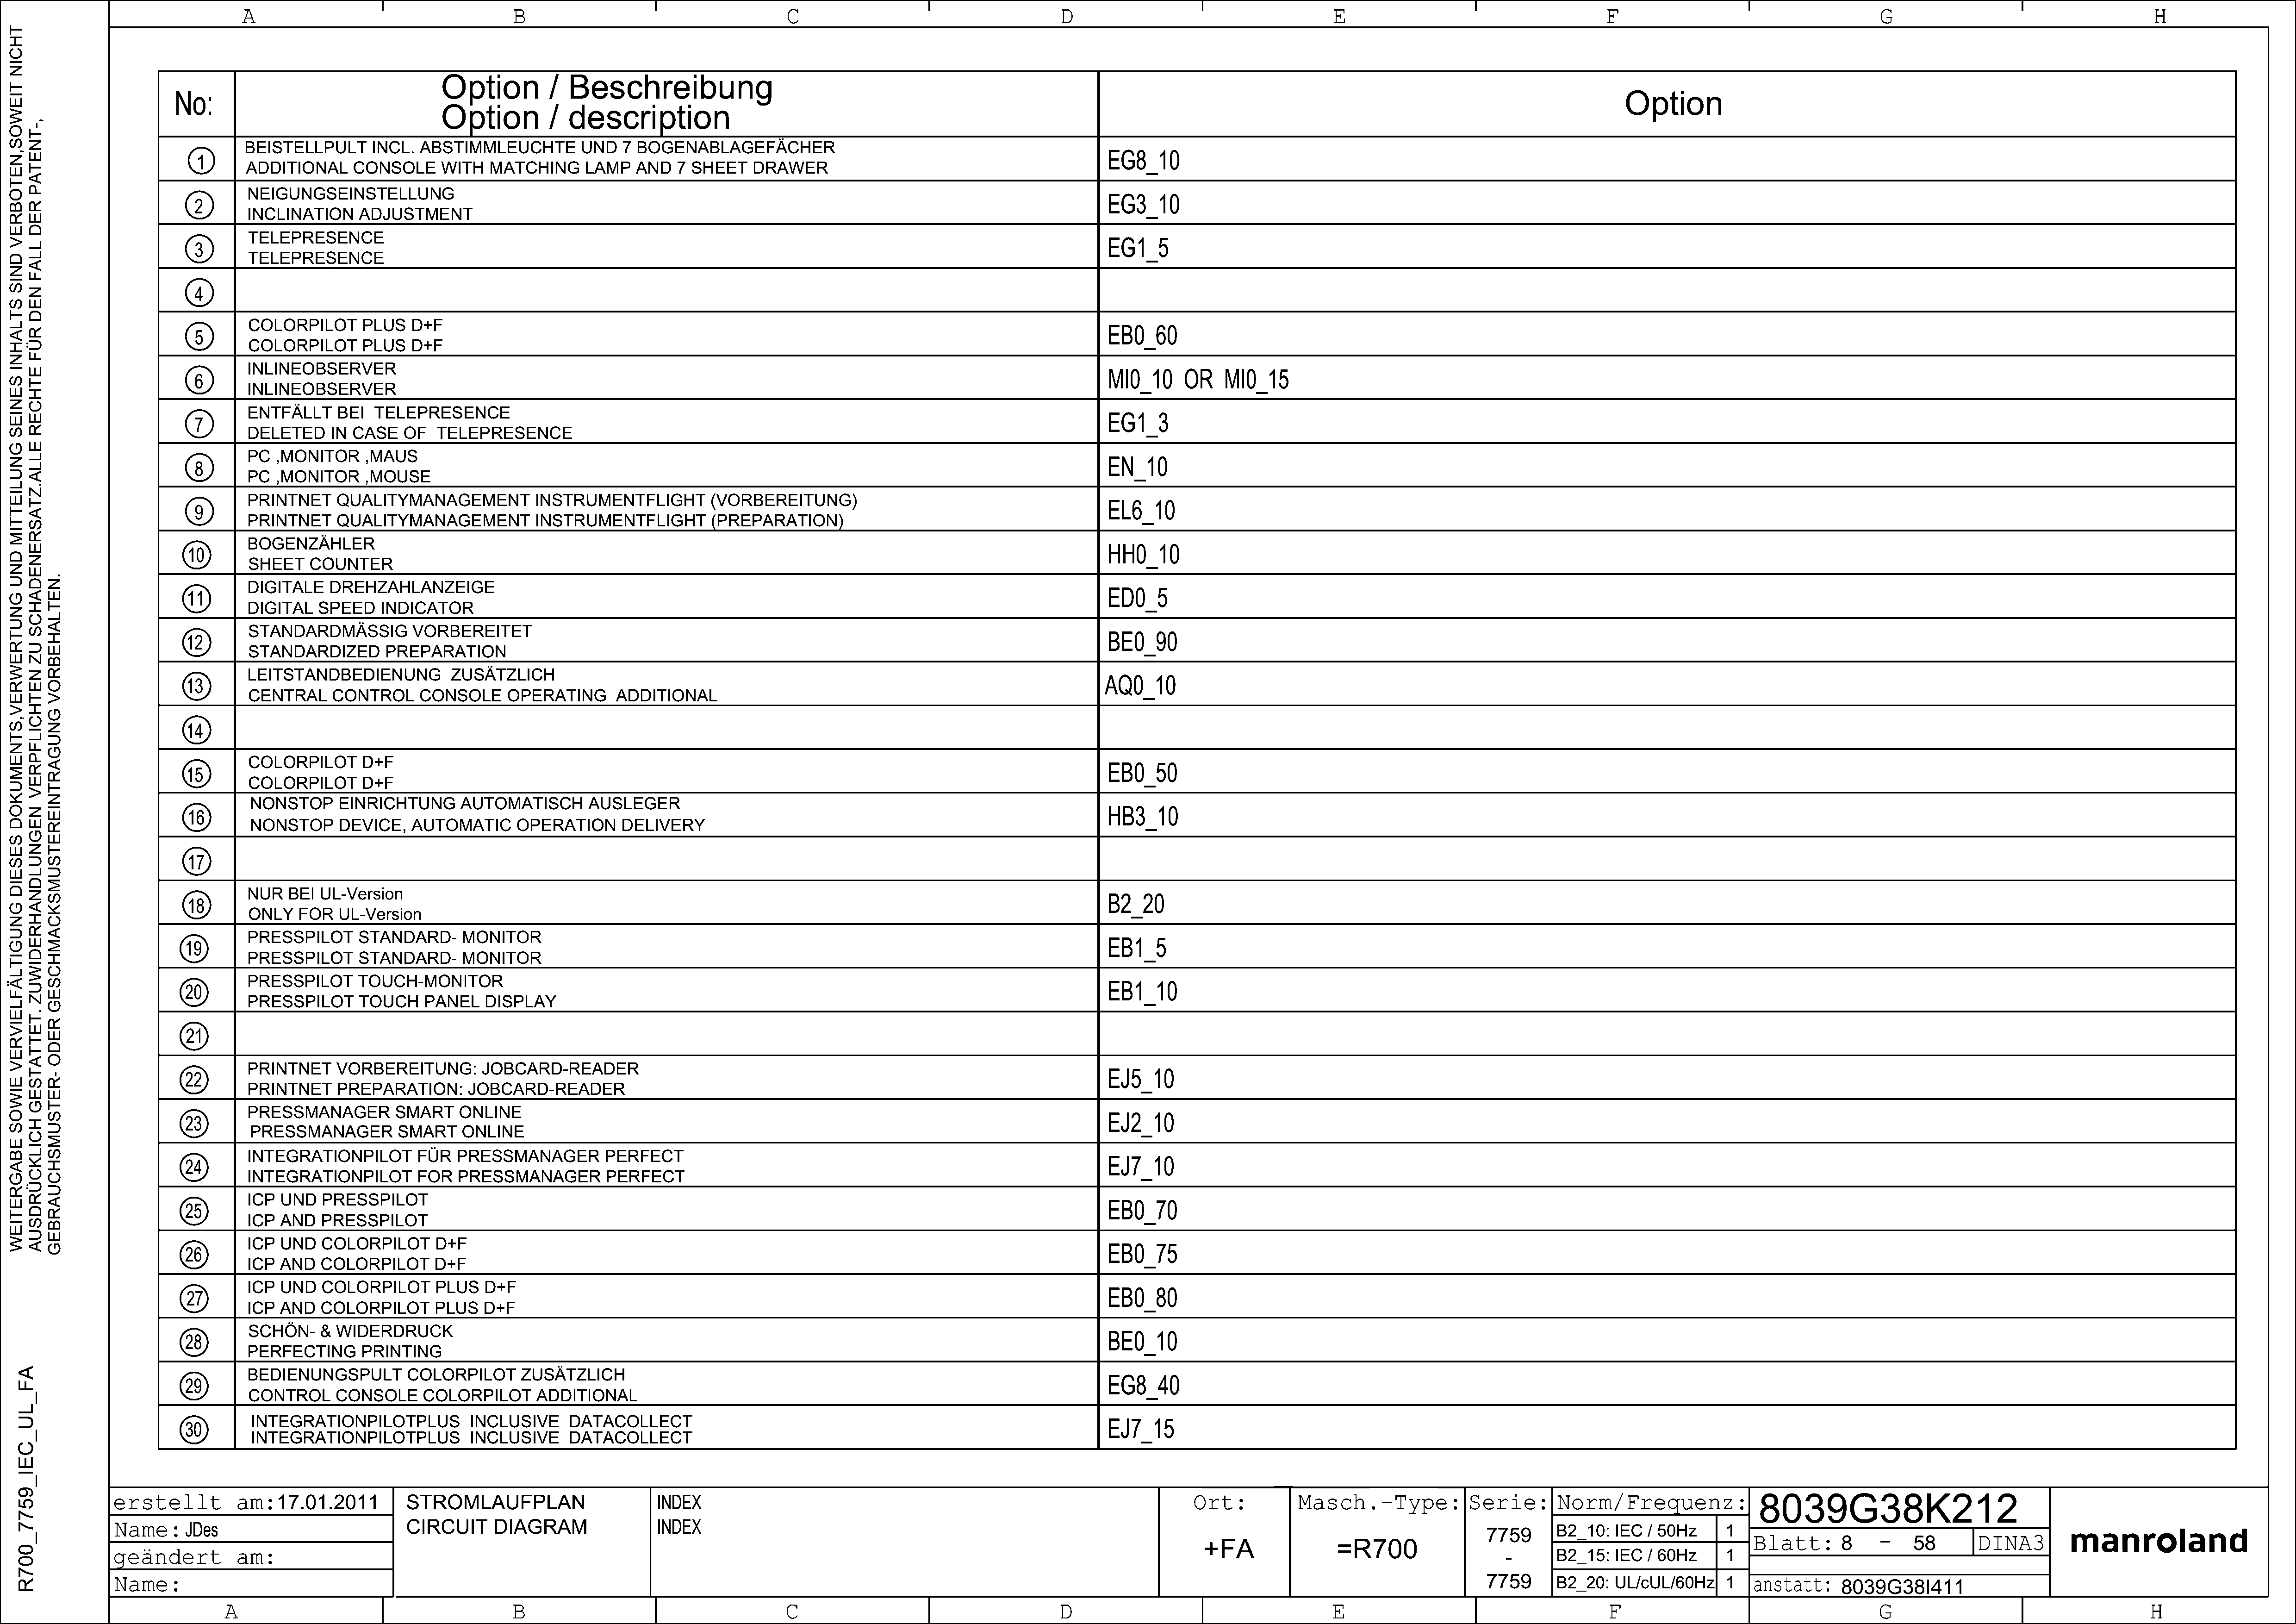 A B C D E F G H
No: Option / Beschreibung Option
Option / description
1 BEISTELLPULT INCL. ABSTIMMLEUCHTE UND 7 BOGENABLAGEFÄCHER EG8_10
ADDITIONAL CONSOLE WITH MATCHING LAMP AND 7 SHEET DRAWER
2 NEIGUNGSEINSTELLUNG EG3_10
INCLINATION ADJUSTMENT
3 TELEPRESENCE EG1_5
TELEPRESENCE
4
5 COLORPILOT PLUS D+F EB0_60
COLORPILOT PLUS D+F
6 INLINEOBSERVER MI0_10 OR MI0_15
INLINEOBSERVER
7 ENTFÄLLT BEI TELEPRESENCE EG1_3
DELETED IN CASE OF TELEPRESENCE
8 PC ,MONITOR ,MAUS EN_10
PC ,MONITOR ,MOUSE
9 PRINTNET QUALITYMANAGEMENT INSTRUMENTFLIGHT (VORBEREITUNG) EL6_10
PRINTNET QUALITYMANAGEMENT INSTRUMENTFLIGHT (PREPARATION)
10 BOGENZÄHLER HH0_10
SHEET COUNTER
11 DIGITALE DREHZAHLANZEIGE ED0_5
DIGITAL SPEED INDICATOR
12 STANDARDMÄSSIG VORBEREITET BE0_90
STANDARDIZED PREPARATION
13 LEITSTANDBEDIENUNG ZUSÄTZLICH AQ0_10
CENTRAL CONTROL CONSOLE OPERATING ADDITIONAL
14
15 COLORPILOT D+F EB0_50
COLORPILOT D+F
16 NONSTOP EINRICHTUNG AUTOMATISCH AUSLEGER HB3_10
NONSTOP DEVICE, AUTOMATIC OPERATION DELIVERY
17
18 NUR BEI UL-Version B2_20
ONLY FOR UL-Version
19 PRESSPILOT STANDARD- MONITOR EB1_5
PRESSPILOT STANDARD- MONITOR
20 PRESSPILOT TOUCH-MONITOR EB1_10
PRESSPILOT TOUCH PANEL DISPLAY
21
22 PRINTNET VORBEREITUNG: JOBCARD-READER EJ5_10
PRINTNET PREPARATION: JOBCARD-READER
23 PRESSMANAGER SMART ONLINE EJ2_10
PRESSMANAGER SMART ONLINE
24 INTEGRATIONPILOT FÜR PRESSMANAGER PERFECT EJ7_10
INTEGRATIONPILOT FOR PRESSMANAGER PERFECT
25 ICP UND PRESSPILOT EB0_70
ICP AND PRESSPILOT
26 ICP UND COLORPILOT D+F EB0_75
ICP AND COLORPILOT D+F
27 ICP UND COLORPILOT PLUS D+F EB0_80
ICP AND COLORPILOT PLUS D+F
28 SCHÖN- & WIDERDRUCK BE0_10
PERFECTING PRINTING
29 BEDIENUNGSPULT COLORPILOT ZUSÄTZLICH EG8_40
CONTROL CONSOLE COLORPILOT ADDITIONAL
30 INTEGRATIONPILOTPLUS INCLUSIVE DATACOLLECT EJ7_15
INTEGRATIONPILOTPLUS INCLUSIVE DATACOLLECT
WEITERGABE SOWIE VERVIELFÄLTIGUNG DIESES DOKUMENTS,VERWERTUNG UND MITTEILUNG SEINES INHALTS SIND VERBOTEN,SOWEIT NICHT
AUSDRÜCKLICH GESTATTET. ZUWIDERHANDLUNGEN VERPFLICHTEN ZU SCHADENERSATZ.ALLE RECHTE FÜR DEN FALL DER PATENT-,
GEBRAUCHSMUSTER- ODER GESCHMACKSMUSTEREINTRAGUNG VORBEHALTEN.
R700_7759_IEC_UL_FA
erstellt am:17.01.2011
Name: JDes
geändert am:
Name:
STROMLAUFPLAN
CIRCUIT DIAGRAM
INDEX
INDEX
Ort:
+FA
Masch.-Type:
=R700
Serie:
7759
-
7759
Norm/Frequenz:
B2_10: IEC / 50Hz 1
B2_15: IEC / 60Hz 1
B2_20: UL/cUL/60Hz 1
8039G38K212
Blatt: 8 - 58 DINA3
anstatt: 8039G38I411
manroland
A B C D E F G H